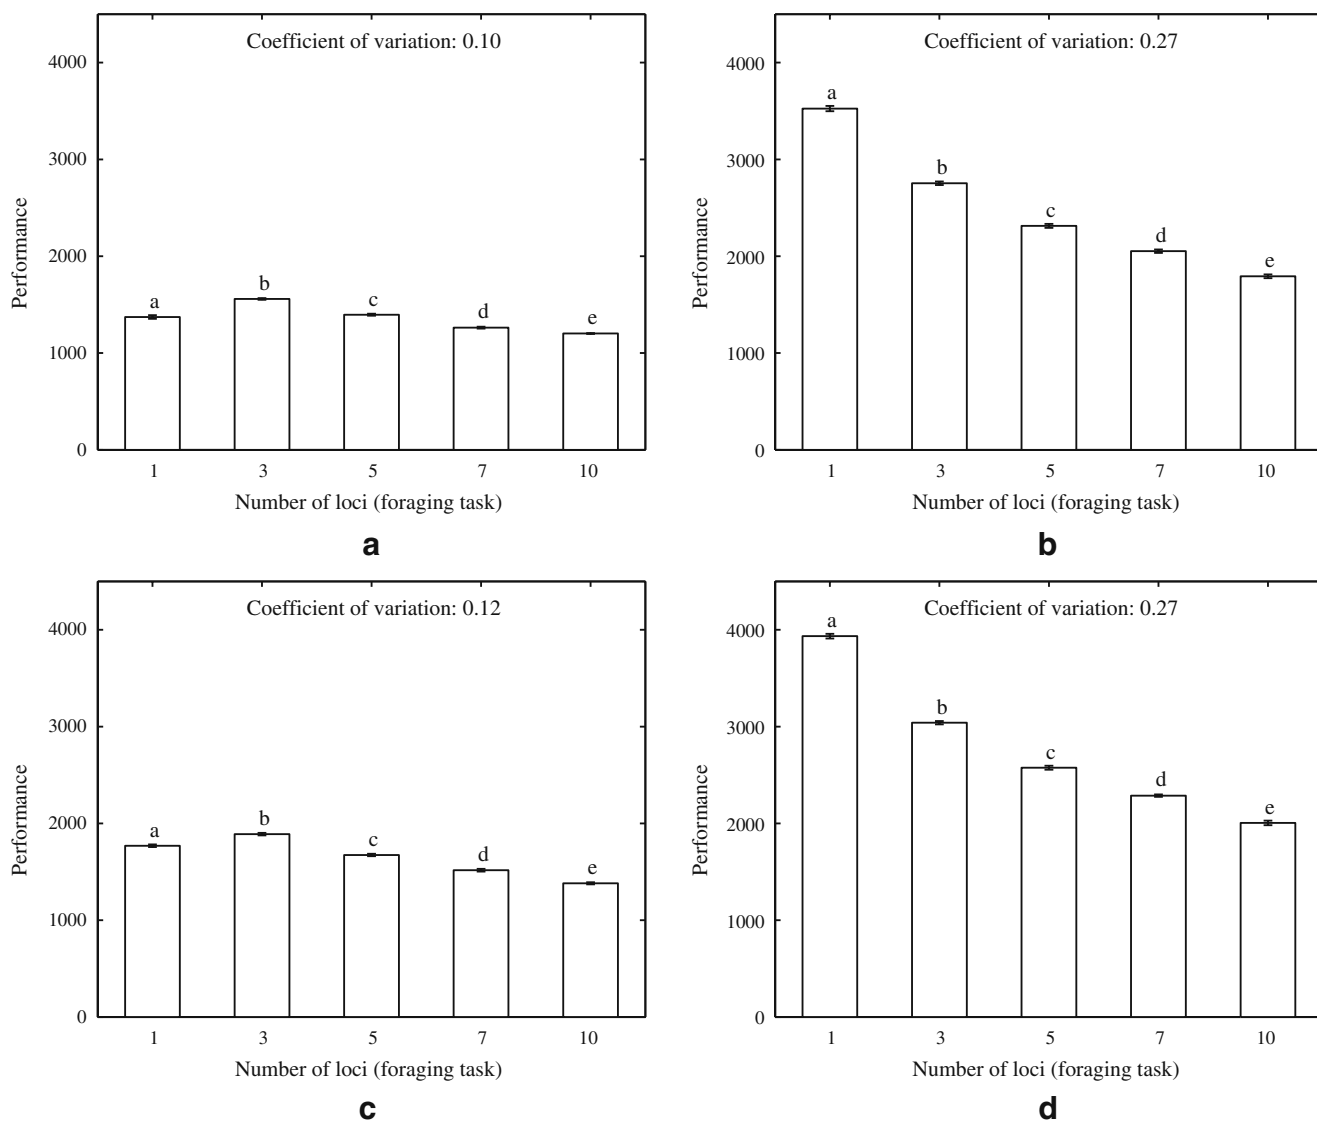 Coefficient of variation: 0.10
4000
3000
2000
1000
0
Performance
a
b
c
d
e
1 3 5 7 10
Number of loci (foraging task)
a
Coefficient of variation: 0.27
4000
3000
2000
1000
0
Performance
a
b
c
d
e
1 3 5 7 10
Number of loci (foraging task)
b
Coefficient of variation: 0.12
4000
3000
2000
1000
0
Performance
a
b
c
d
e
1 3 5 7 10
Number of loci (foraging task)
c
Coefficient of variation: 0.27
4000
3000
2000
1000
0
Performance
a
b
c
d
e
1 3 5 7 10
Number of loci (foraging task)
d